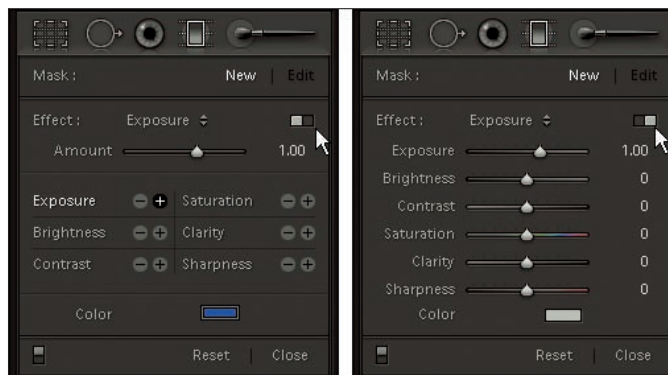 Mask : New | Edit
Effect : Exposure
Amount 1.00
Exposure Saturation
Brightness Clarity
Contrast Sharpness
Color
Reset | Close
Mask : New | Edit
Effect : Exposure
Exposure 1.00
Brightness 0
Contrast 0
Saturation 0
Clarity 0
Sharpness 0
Color
Reset | Close